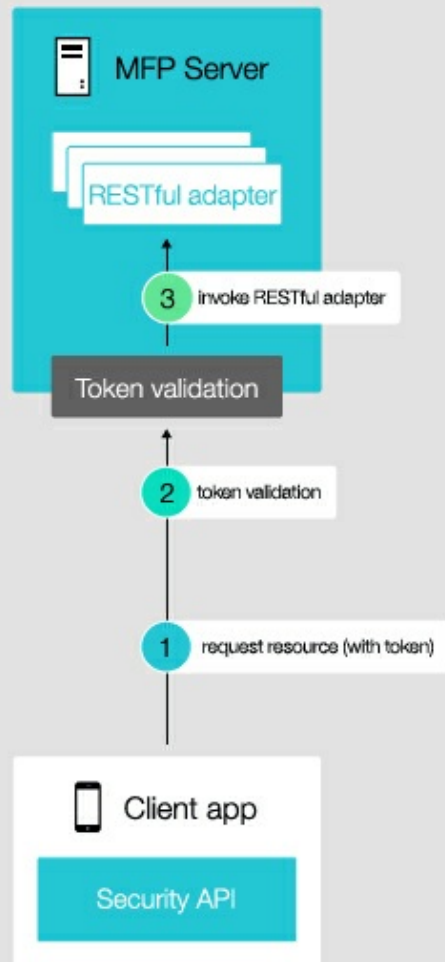 MFP Server
RESTful adapter
3 invoke RESTful adapter
Token validation
2 token validation
1 request resource (with token)
Client app
Security API